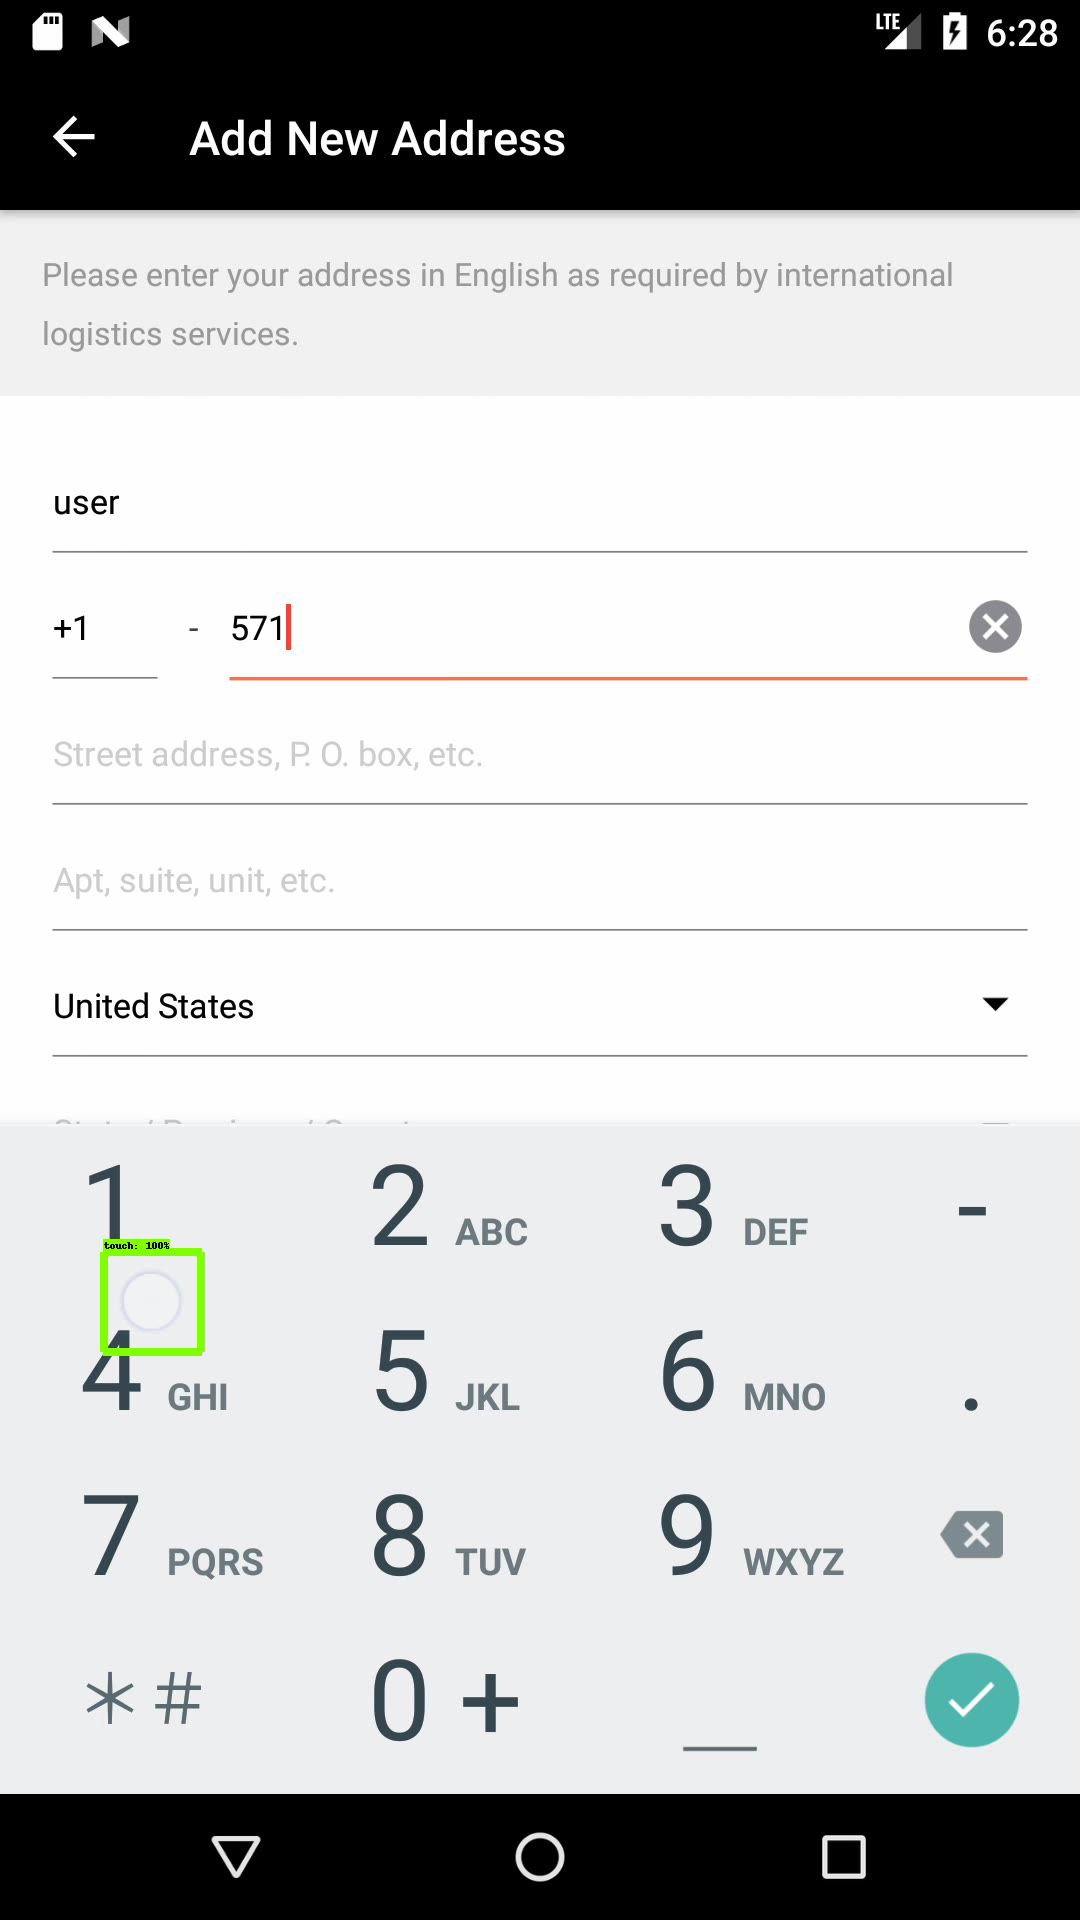 LTE 6:28
Add New Address
Please enter your address in English as required by international
logistics services.
user
+1 - 571
Street address, P. O. box, etc.
Apt, suite, unit, etc.
United States
1 2 ABC 3 DEF -
touch: 100%
4 GHI 5 JKL 6 MNO .
7 PQRS 8 TUV 9 WXYZ
*# 0 + _